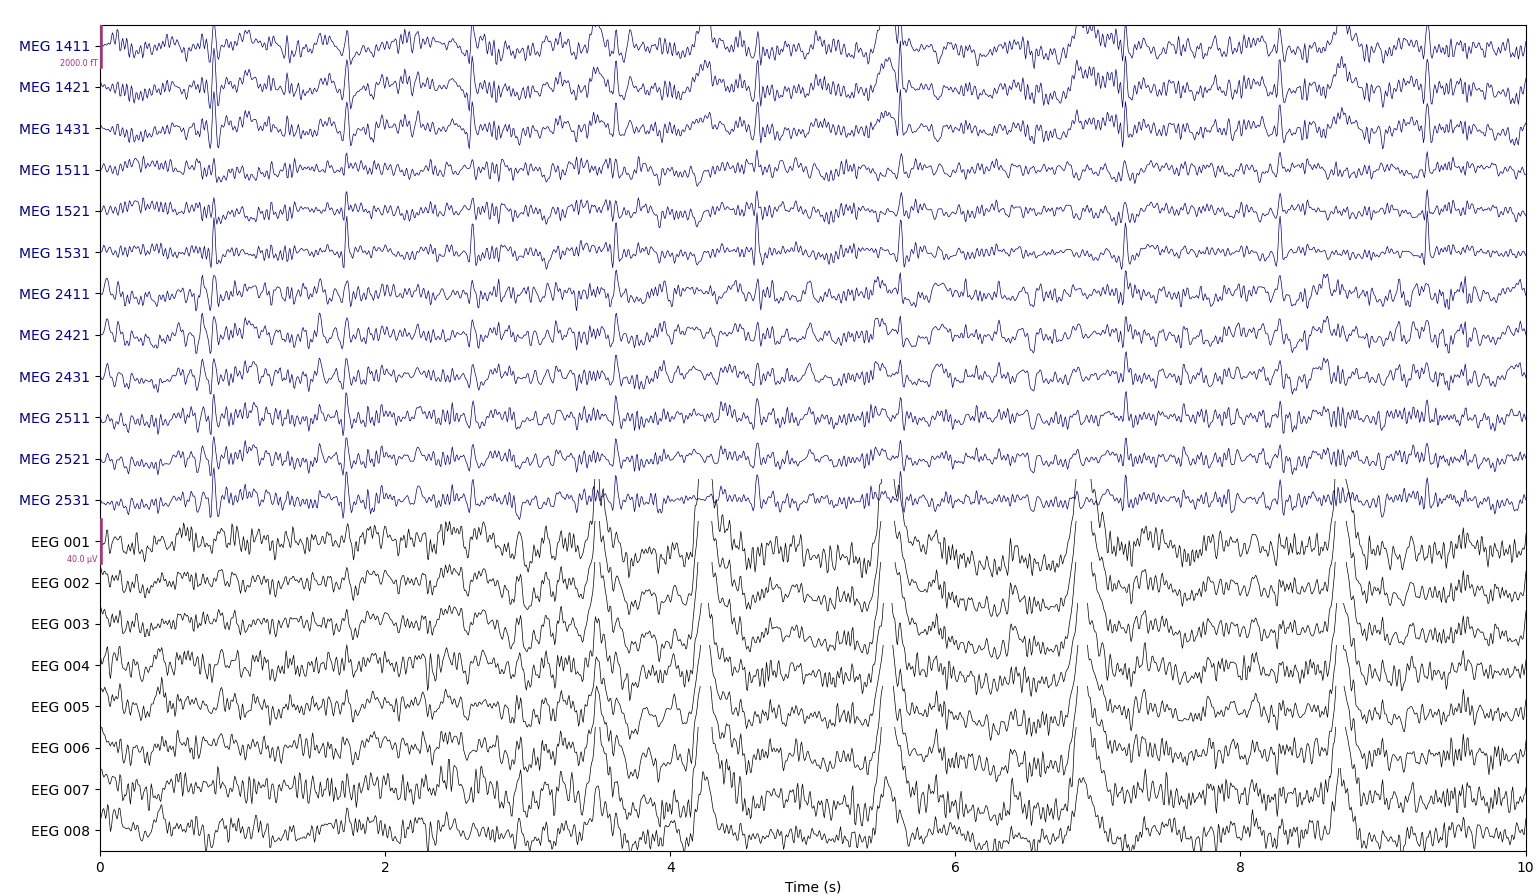 MEG 1411
2000.0 fT
MEG 1421
MEG 1431
MEG 1511
MEG 1521
MEG 1531
MEG 2411
MEG 2421
MEG 2431
MEG 2511
MEG 2521
MEG 2531
EEG 001
40.0 µV
EEG 002
EEG 003
EEG 004
EEG 005
EEG 006
EEG 007
EEG 008
0 2 4 6 8 10
Time (s)